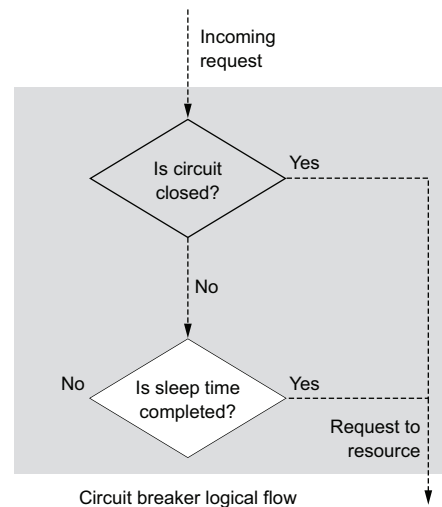 Incoming
request
Is circuit
closed?
Yes
No
No
Is sleep time
completed?
Yes
Request to
resource
Circuit breaker logical flow